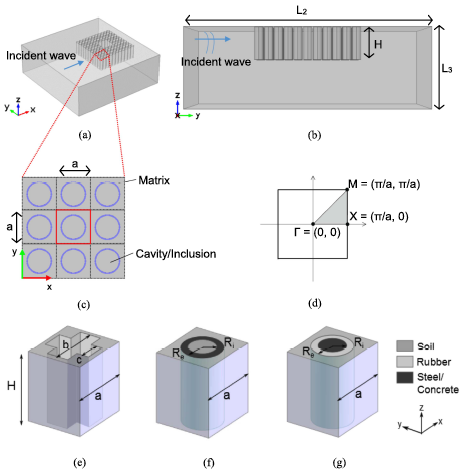 Incident wave
z
y
x
(a)
L2
H
Incident wave
L3
z
x
y
(b)
a
Matrix
a
y
x
Cavity/Inclusion
(c)
M = (π/a, π/a)
X = (π/a, 0)
Γ = (0, 0)
(d)
b
c
H
a
(e)
Re
Ri
a
(f)
Re
Ri
a
(g)
Soil
Rubber
Steel/
Concrete
z
y
x